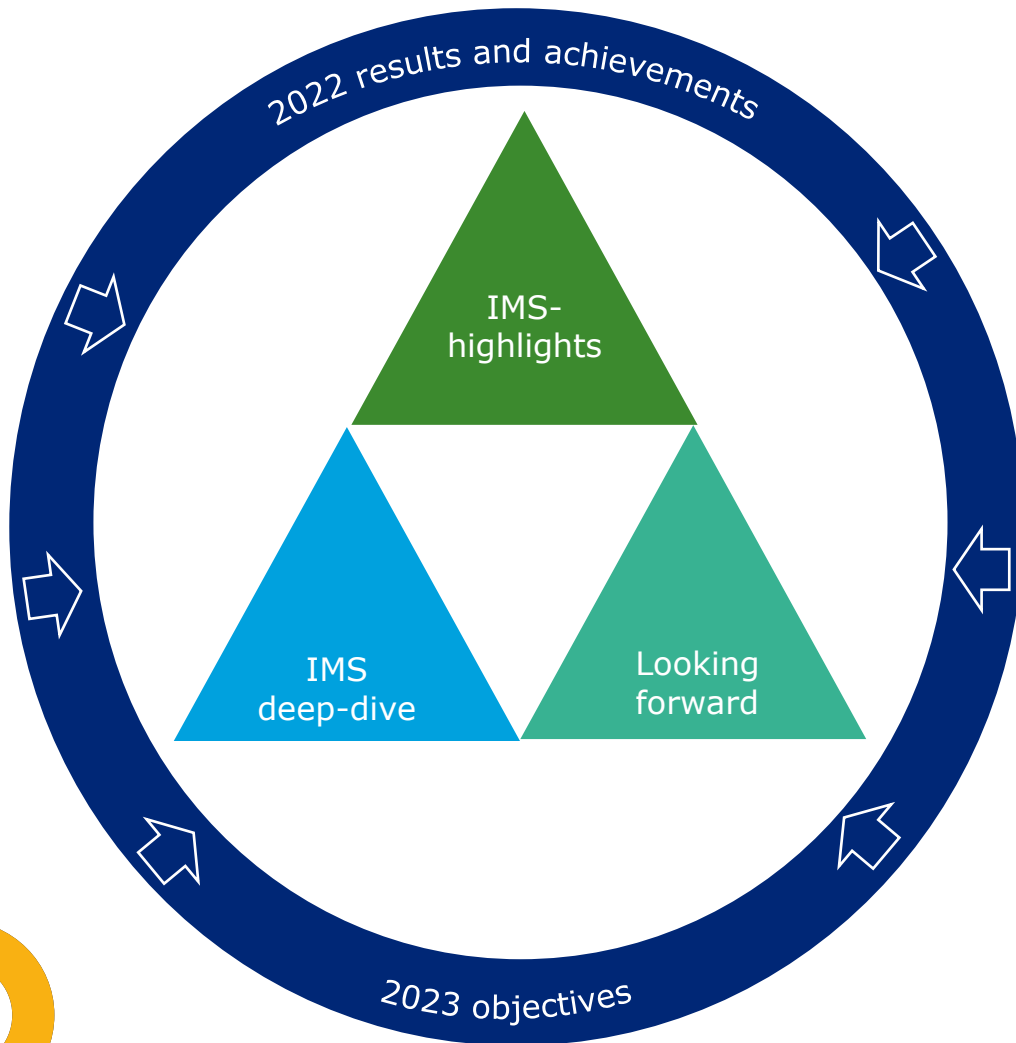 2022 results and achievements
IMS-
highlights
IMS
deep-dive
Looking
forward
2023 objectives